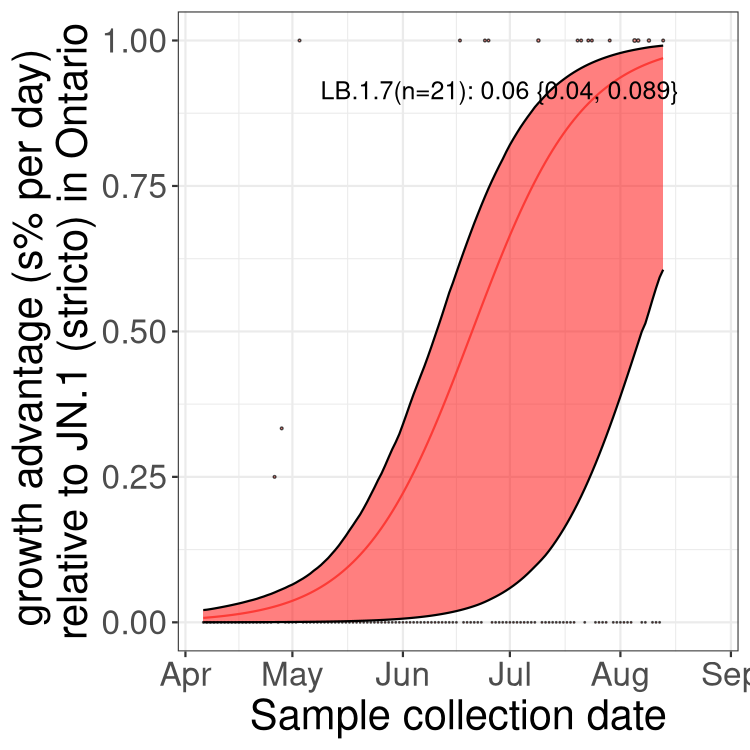 growth advantage (s% per day)
relative to JN.1 (stricto) in Ontario
1.00
0.75
0.50
0.25
0.00
LB.1.7(n=21): 0.06 {0.04, 0.089}
Apr May Jun Jul Aug Sep
Sample collection date